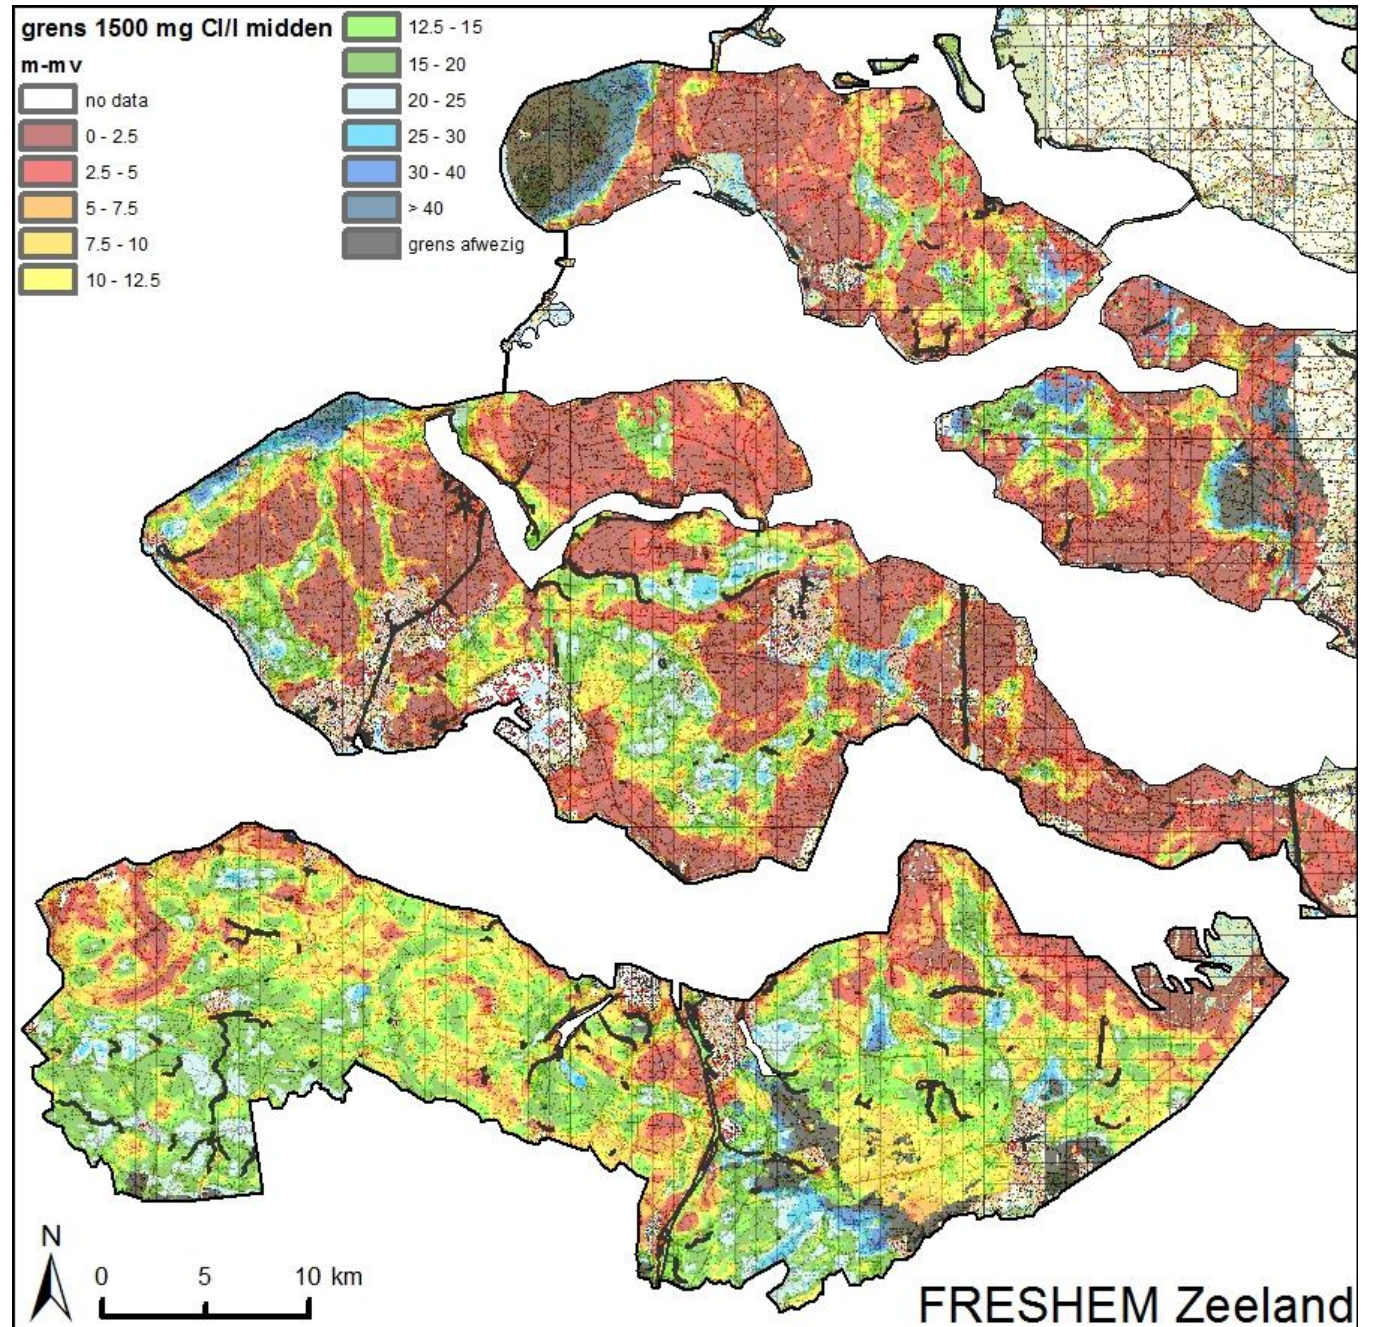 grens 1500 mg Cl/l midden
m-mv
no data
0 - 2.5
2.5 - 5
5 - 7.5
7.5 - 10
10 - 12.5
12.5 - 15
15 - 20
20 - 25
25 - 30
30 - 40
> 40
grens afwezig
N
0 5 10 km
FRESHEM Zeeland